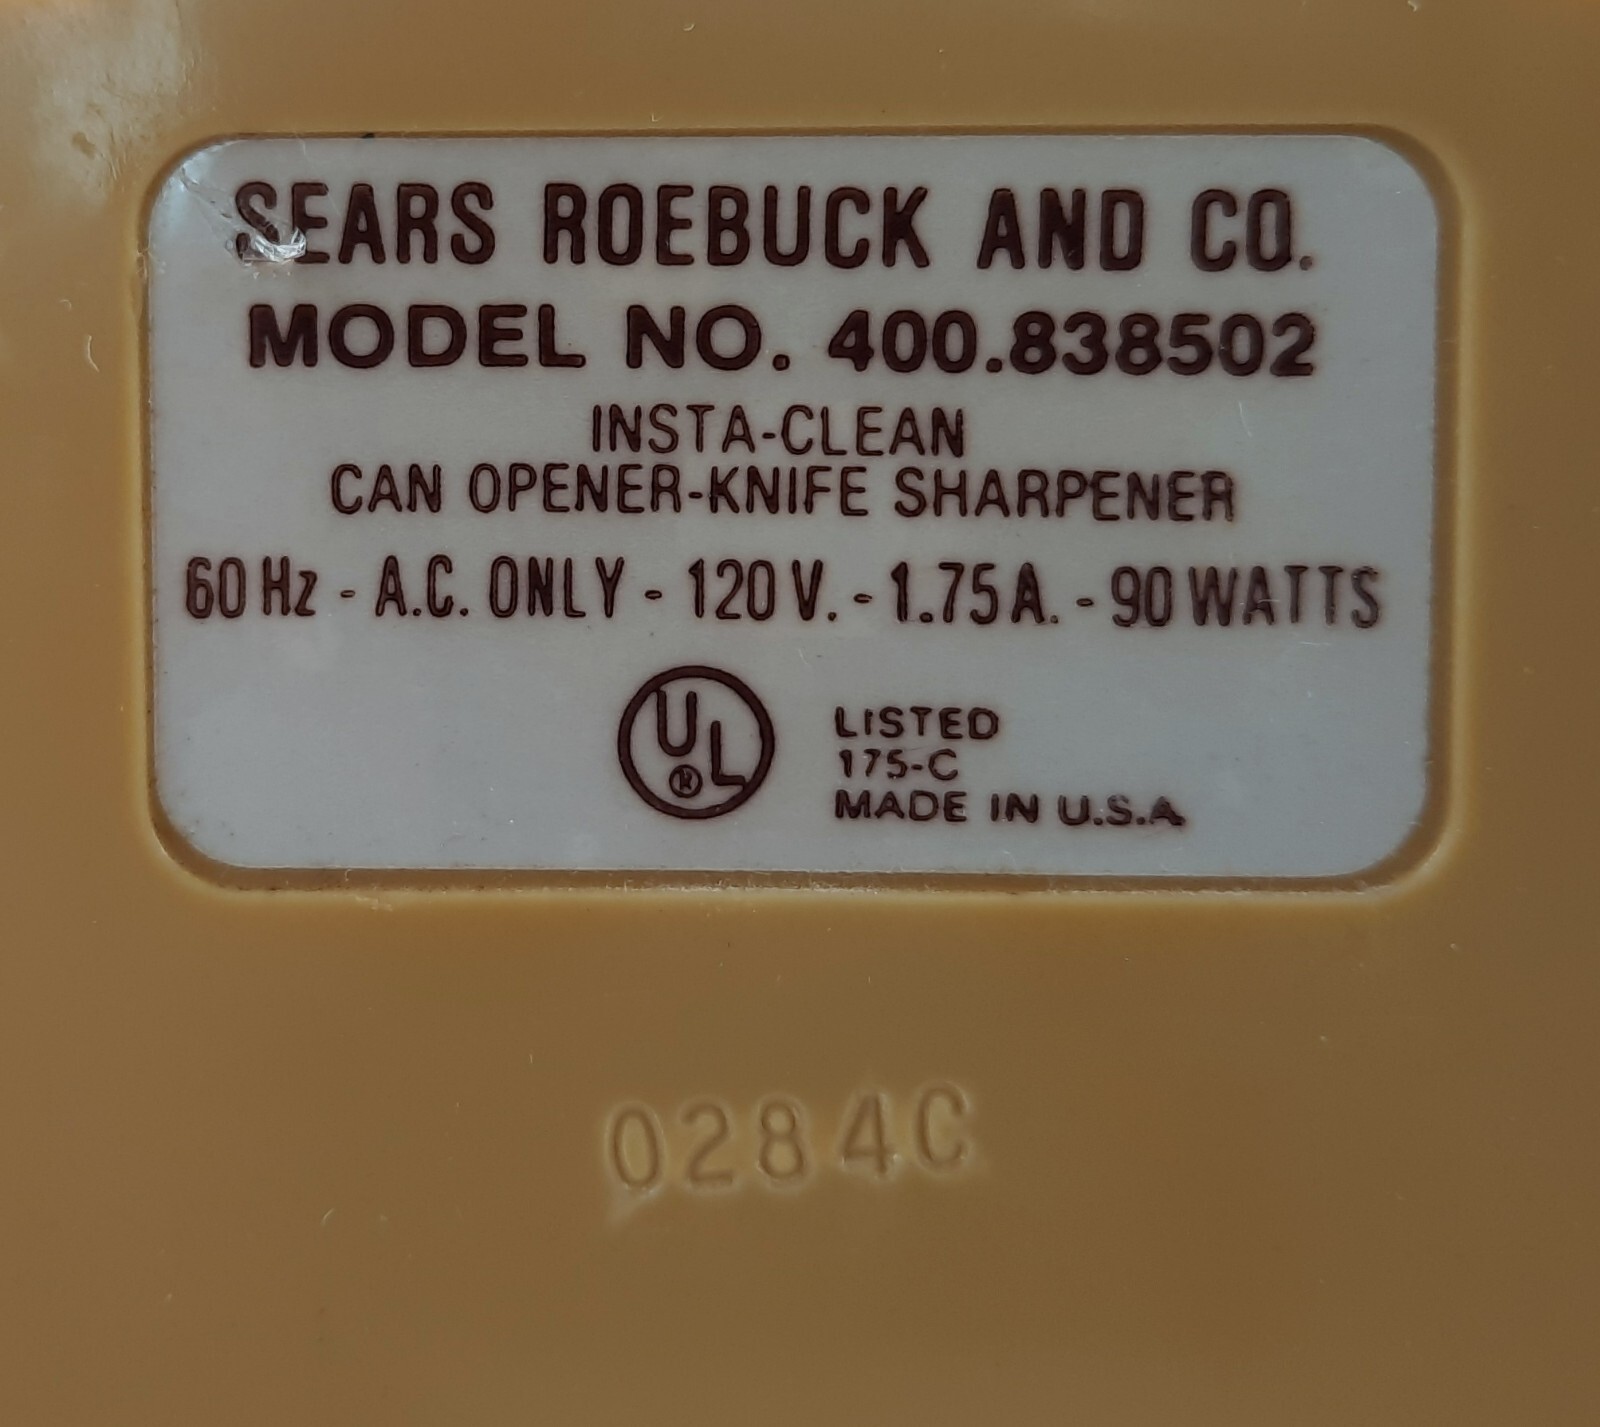 SEARS ROEBUCK AND CO.
MODEL NO. 400.838502
INSTA-CLEAN
CAN OPENER-KNIFE SHARPENER
60 Hz - A.C. ONLY - 120 V. - 1.75 A. - 90 WATTS
UL ®
LISTED
175-C
MADE IN U.S.A.
0284C